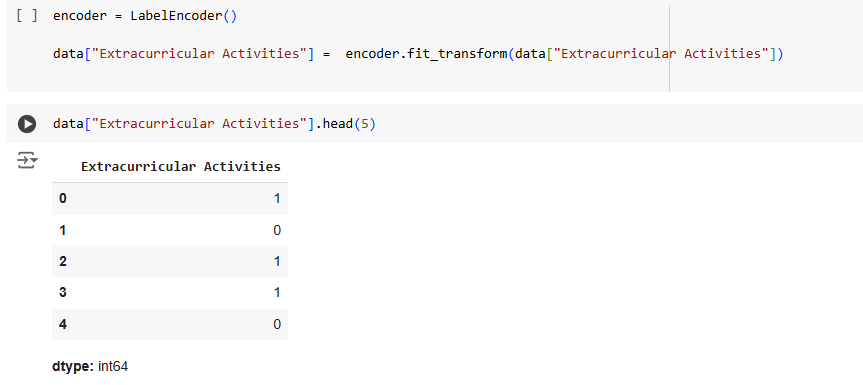 [ ] encoder = LabelEncoder()
data["Extracurricular Activities"] =  encoder.fit_transform(data["Extracurricular Activities"])
data["Extracurricular Activities"].head(5)
Extracurricular Activities
0 1
1 0
2 1
3 1
4 0
dtype: int64